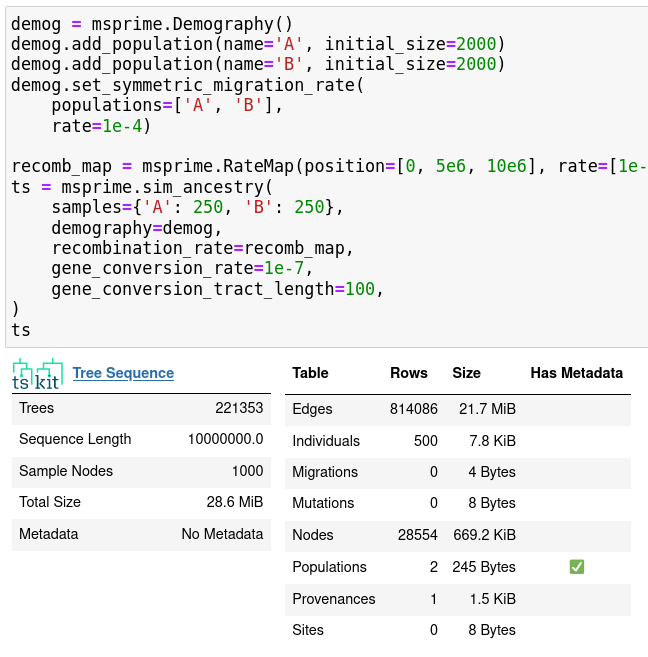 demog = msprime.Demography()
demog.add_population(name='A', initial_size=2000)
demog.add_population(name='B', initial_size=2000)
demog.set_symmetric_migration_rate(
    populations=['A', 'B'],
    rate=1e-4)

recomb_map = msprime.RateMap(position=[0, 5e6, 10e6], rate=[1e-
ts = msprime.sim_ancestry(
    samples={'A': 250, 'B': 250},
    demography=demog,
    recombination_rate=recomb_map,
    gene_conversion_rate=1e-7,
    gene_conversion_tract_length=100,
)
ts
tskit Tree Sequence
Trees 221353
Sequence Length 10000000.0
Sample Nodes 1000
Total Size 28.6 MiB
Metadata No Metadata
Table Rows Size Has Metadata
Edges 814086 21.7 MiB
Individuals 500 7.8 KiB
Migrations 0 4 Bytes
Mutations 0 8 Bytes
Nodes 28554 669.2 KiB
Populations 2 245 Bytes ✅
Provenances 1 1.5 KiB
Sites 0 8 Bytes